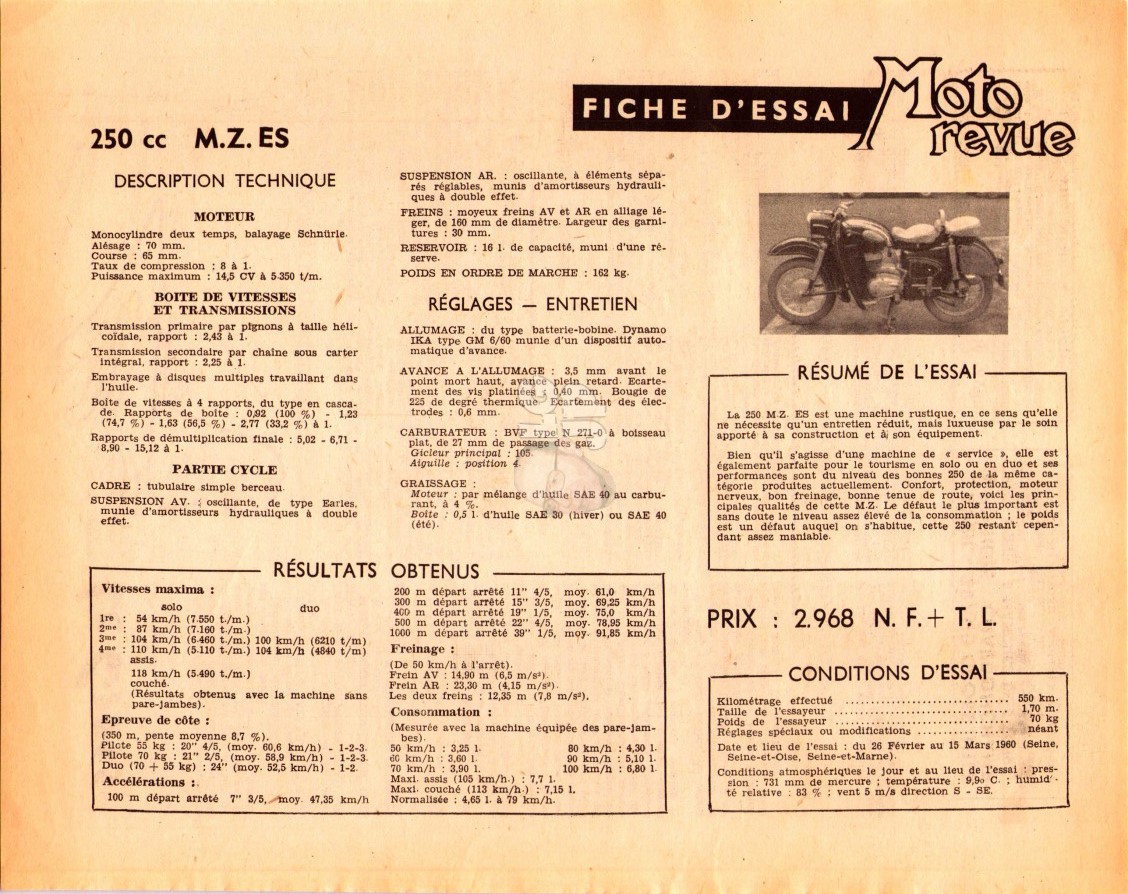 FICHE D'ESSAI Moto revue
250 cc M.Z. ES
DESCRIPTION TECHNIQUE
MOTEUR
Monocylindre deux temps, balayage Schnürle.
Alésage : 70 mm.
Course : 65 mm.
Taux de compression : 8 à 1.
Puissance maximum : 14,5 CV à 5.350 t/m.
BOITE DE VITESSES
ET TRANSMISSIONS
Transmission primaire par pignons à taille héli-
coïdale, rapport : 2,43 à 1.
Transmission secondaire par chaîne sous carter
intégral, rapport : 2,25 à 1.
Embrayage à disques multiples travaillant dans
l'huile.
Boîte de vitesses à 4 rapports, du type en casca-
de. Rapports de boîte : 0,92 (100 %) - 1,23
(74,7 %) - 1,63 (56,5 %) - 2,77 (33,2 %) à 1.
Rapports de démultiplication finale : 5,02 - 6,71 -
8,90 - 15,12 à 1.
PARTIE CYCLE
CADRE : tubulaire simple berceau.
SUSPENSION AV. : oscillante, de type Earles,
munie d'amortisseurs hydrauliques à double
effet.
SUSPENSION AR. : oscillante, à éléments sépa-
rés réglables, munis d'amortisseurs hydrauli-
ques à double effet.
FREINS : moyeux freins AV et AR en alliage lé-
ger, de 160 mm de diamètre. Largeur des garni-
tures : 30 mm.
RESERVOIR : 16 l. de capacité, muni d'une ré-
serve.
POIDS EN ORDRE DE MARCHE : 162 kg.
RÉGLAGES — ENTRETIEN
ALLUMAGE : du type batterie-bobine. Dynamo
IKA type GM 6/60 munie d'un dispositif auto-
matique d'avance.
AVANCE A L'ALLUMAGE : 3,5 mm avant le
point mort haut, avance plein retard. Ecarte-
ment des vis platinées : 0,40 mm. Bougie de
225 de degré thermique. Ecartement des élec-
trodes : 0,6 mm.
CARBURATEUR : BVF type N 271-0 à boisseau
plat, de 27 mm de passage des gaz.
Gicleur principal : 105.
Aiguille : position 4.
GRAISSAGE :
Moteur : par mélange d'huile SAE 40 au carbu-
rant, à 4 %.
Boîte : 0,5 l. d'huile SAE 30 (hiver) ou SAE 40
(été).
RÉSUMÉ DE L'ESSAI
La 250 M.Z. ES est une machine rustique, en ce sens qu'elle
ne nécessite qu'un entretien réduit, mais luxueuse par le soin
apporté à sa construction et à son équipement.
Bien qu'il s'agisse d'une machine de « service », elle est
également parfaite pour le tourisme en solo ou en duo et ses
performances sont du niveau des bonnes 250 de la même ca-
tégorie produites actuellement. Confort, protection, moteur
nerveux, bon freinage, bonne tenue de route, voici les prin-
cipales qualités de cette M.Z. Le défaut le plus important est
sans doute le niveau assez élevé de la consommation ; le poids
est un défaut auquel on s'habitue, cette 250 restant cepen-
dant assez maniable.
RÉSULTATS OBTENUS
Vitesses maxima :
solo duo
1re : 54 km/h (7.550 t./m.)
2me : 87 km/h (7.160 t./m.)
3me : 104 km/h (6.460 t./m.) 100 km/h (6210 t/m)
4me : 110 km/h (5.110 t./m.) 104 km/h (4840 t/m)
assis.
118 km/h (5.490 t./m.)
couché.
(Résultats obtenus avec la machine sans
pare-jambes).
Epreuve de côte :
(350 m, pente moyenne 8,7 %).
Pilote 55 kg : 20" 4/5, (moy. 60,6 km/h) - 1-2-3.
Pilote 70 kg : 21" 2/5, (moy. 58,9 km/h) - 1-2-3.
Duo (70 + 55 kg) : 24" (moy. 52,5 km/h) - 1-2.
Accélérations :
100 m départ arrêté 7" 3/5, moy. 47,35 km/h
200 m départ arrêté 11" 4/5, moy. 61,0 km/h
300 m départ arrêté 15" 3/5, moy. 69,25 km/h
400 m départ arrêté 19" 1/5, moy. 75,0 km/h
500 m départ arrêté 22" 4/5, moy. 78,95 km/h
1000 m départ arrêté 39" 1/5, moy. 91,85 km/h
Freinage :
(De 50 km/h à l'arrêt).
Frein AV : 14,90 m (6,5 m/s²).
Frein AR : 23,30 m (4,15 m/s²).
Les deux freins : 12,35 m (7,8 m/s²).
Consommation :
(Mesurée avec la machine équipée des pare-jam-
bes).
50 km/h : 3,25 l. 80 km/h : 4,30 l.
60 km/h : 3,60 l. 90 km/h : 5,10 l.
70 km/h : 3,90 l. 100 km/h : 6,80 l.
Maxi. assis (105 km/h.) : 7,7 l.
Maxi. couché (113 km/h.) : 7,15 l.
Normalisée : 4,65 l. à 79 km/h.
PRIX : 2.968 N. F. + T. L.
CONDITIONS D'ESSAI
Kilométrage effectué .............................. 550 km.
Taille de l'essayeur .............................. 1,70 m.
Poids de l'essayeur .............................. 70 kg
Réglages spéciaux ou modifications ................ néant
Date et lieu de l'essai : du 26 Février au 15 Mars 1960 (Seine,
Seine-et-Oise, Seine-et-Marne).
Conditions atmosphériques le jour et au lieu de l'essai : pres-
sion : 731 mm de mercure ; température : 9,9o C. ; humidi-
té relative : 83 % ; vent 5 m/s direction S - SE.